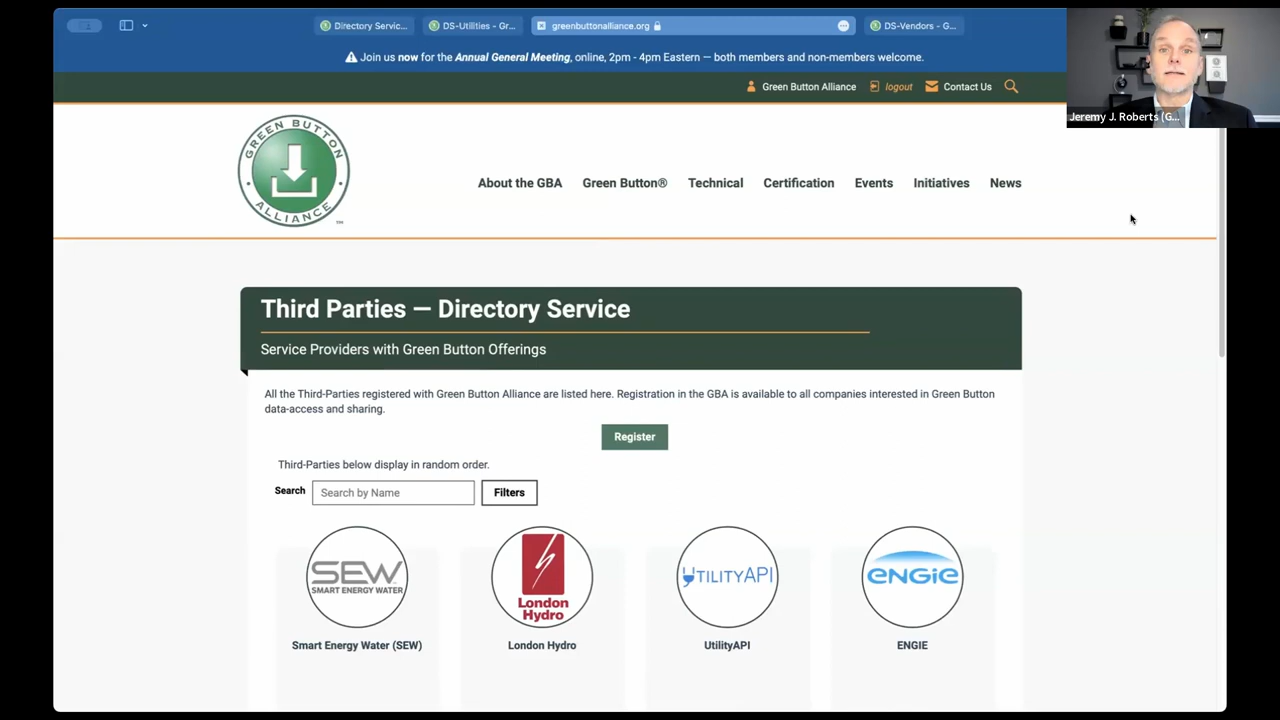 Directory Servic...
DS-Utilities - Gr...
greenbuttonalliance.org
DS-Vendors - G...
Join us now for the Annual General Meeting, online, 2pm - 4pm Eastern — both members and non-members welcome.
Green Button Alliance
logout
Contact Us
Jeremy J. Roberts (G...
GREEN BUTTON
ALLIANCE
TM
About the GBA
Green Button®
Technical
Certification
Events
Initiatives
News
Third Parties — Directory Service
Service Providers with Green Button Offerings
All the Third-Parties registered with Green Button Alliance are listed here. Registration in the GBA is available to all companies interested in Green Button
data-access and sharing.
Register
Third-Parties below display in random order.
Search
Search by Name
Filters
SEW
SMART ENERGY WATER
London
Hydro
UTILITYAPI
ENGIE
Smart Energy Water (SEW)
London Hydro
UtilityAPI
ENGIE